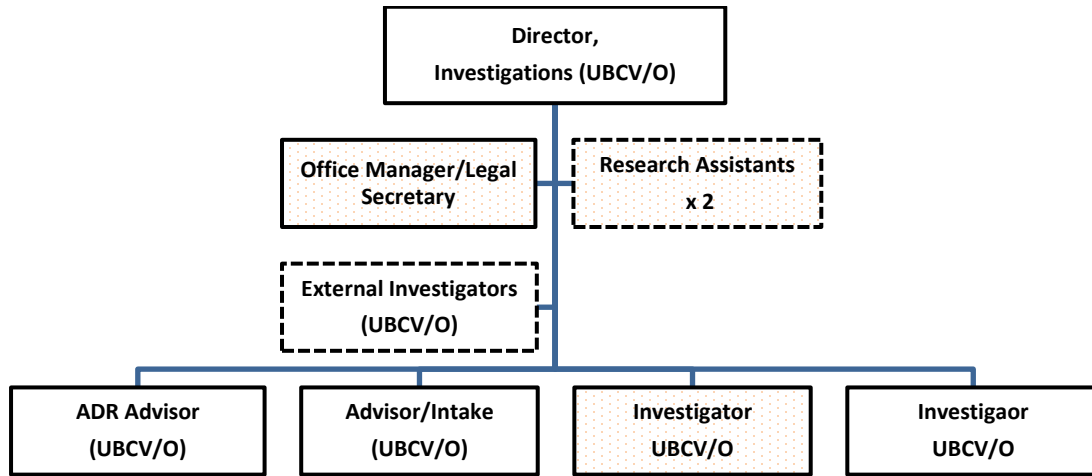 Director,
Investigations (UBCV/O)
Office Manager/Legal
Secretary
Research Assistants
x 2
External Investigators
(UBCV/O)
ADR Advisor
(UBCV/O)
Advisor/Intake
(UBCV/O)
Investigator
UBCV/O
Investigaor
UBCV/O